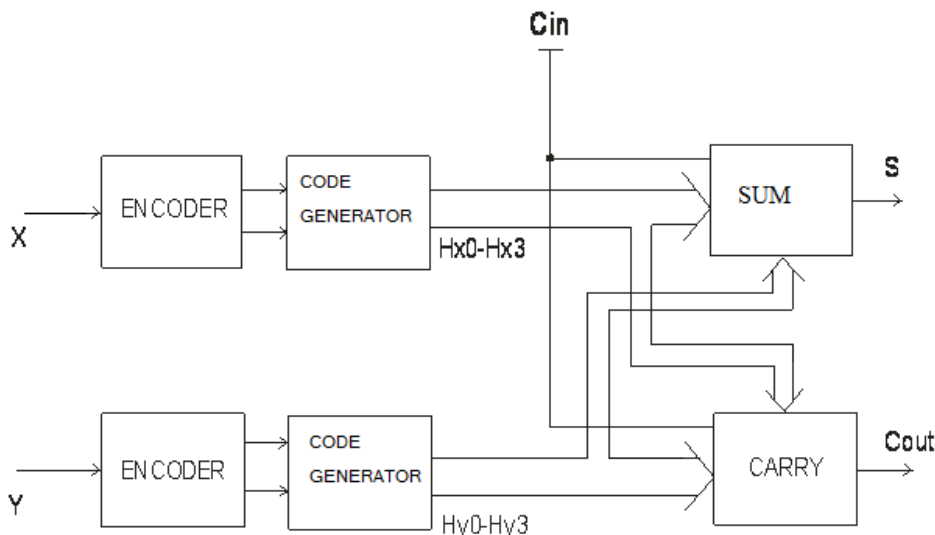 Cin
ENCODER
CODE
GENERATOR
SUM
S
X
Hx0-Hx3
ENCODER
CODE
GENERATOR
CARRY
Cout
Y
Hy0-Hy3